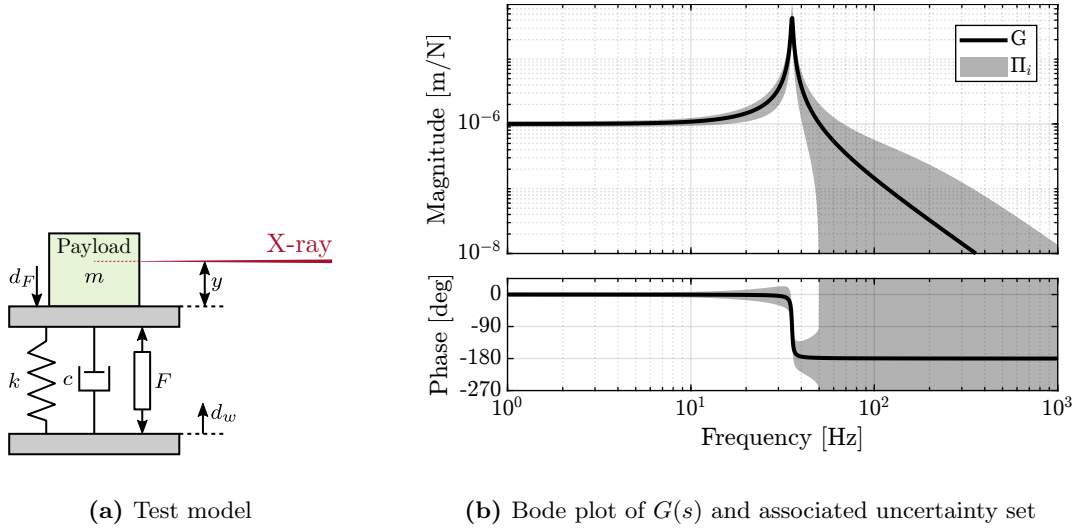 Payload
m
X-ray
d_F
y
k
c
F
d_w
(a) Test model
Magnitude [m/N]
10^{-6}
10^{-8}
G
Π_i
Phase [deg]
0
-90
-180
-270
10^0
10^1
10^2
10^3
Frequency [Hz]
(b) Bode plot of G(s) and associated uncertainty set